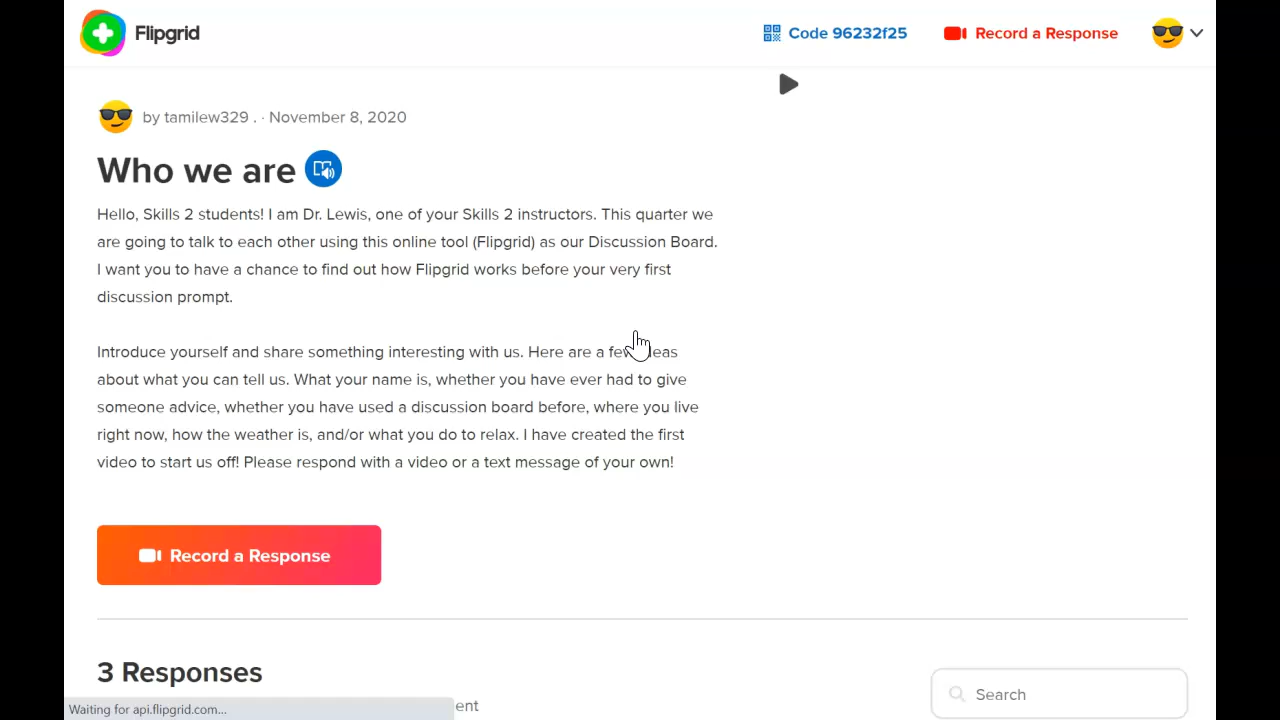 Flipgrid
Code 96232f25
Record a Response
by tamilew329 . · November 8, 2020
Who we are
Hello, Skills 2 students! I am Dr. Lewis, one of your Skills 2 instructors. This quarter we
are going to talk to each other using this online tool (Flipgrid) as our Discussion Board.
I want you to have a chance to find out how Flipgrid works before your very first
discussion prompt.
Introduce yourself and share something interesting with us. Here are a few ideas
about what you can tell us. What your name is, whether you have ever had to give
someone advice, whether you have used a discussion board before, where you live
right now, how the weather is, and/or what you do to relax. I have created the first
video to start us off! Please respond with a video or a text message of your own!
Record a Response
3 Responses
Search
Waiting for api.flipgrid.com...